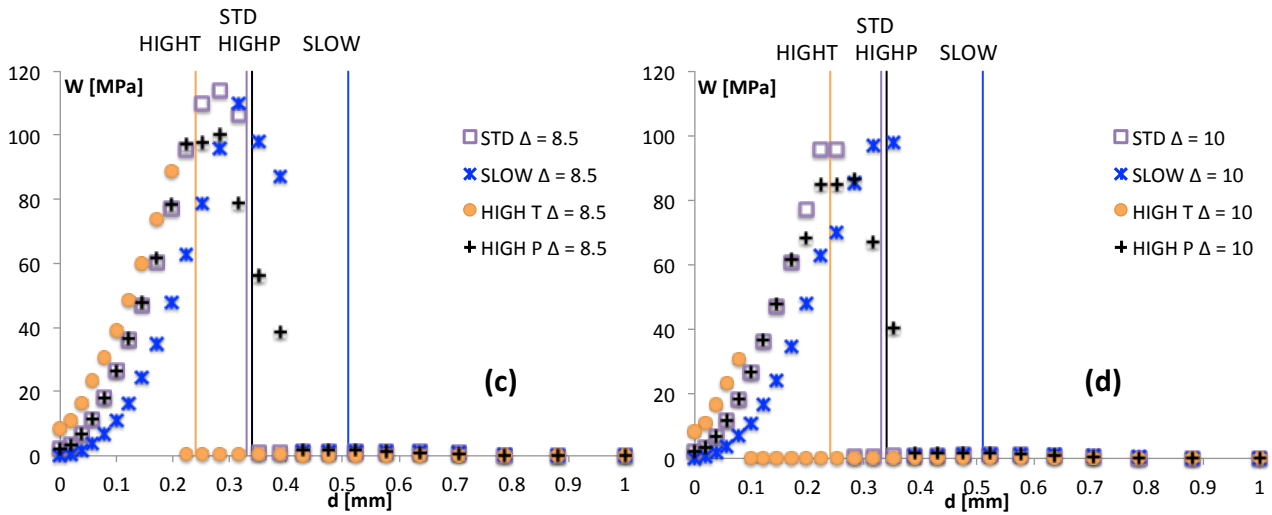 STD
HIGHT HIGHP SLOW
120
100
80
60
40
20
0
W [MPa]
STD Δ = 8.5
SLOW Δ = 8.5
HIGH T Δ = 8.5
HIGH P Δ = 8.5
(c)
0 0.1 0.2 0.3 0.4 0.5 0.6 0.7 0.8 0.9 1
d [mm]
STD
HIGHT HIGHP SLOW
120
100
80
60
40
20
0
W [MPa]
STD Δ = 10
SLOW Δ = 10
HIGH T Δ = 10
HIGH P Δ = 10
(d)
0 0.1 0.2 0.3 0.4 0.5 0.6 0.7 0.8 0.9 1
d [mm]